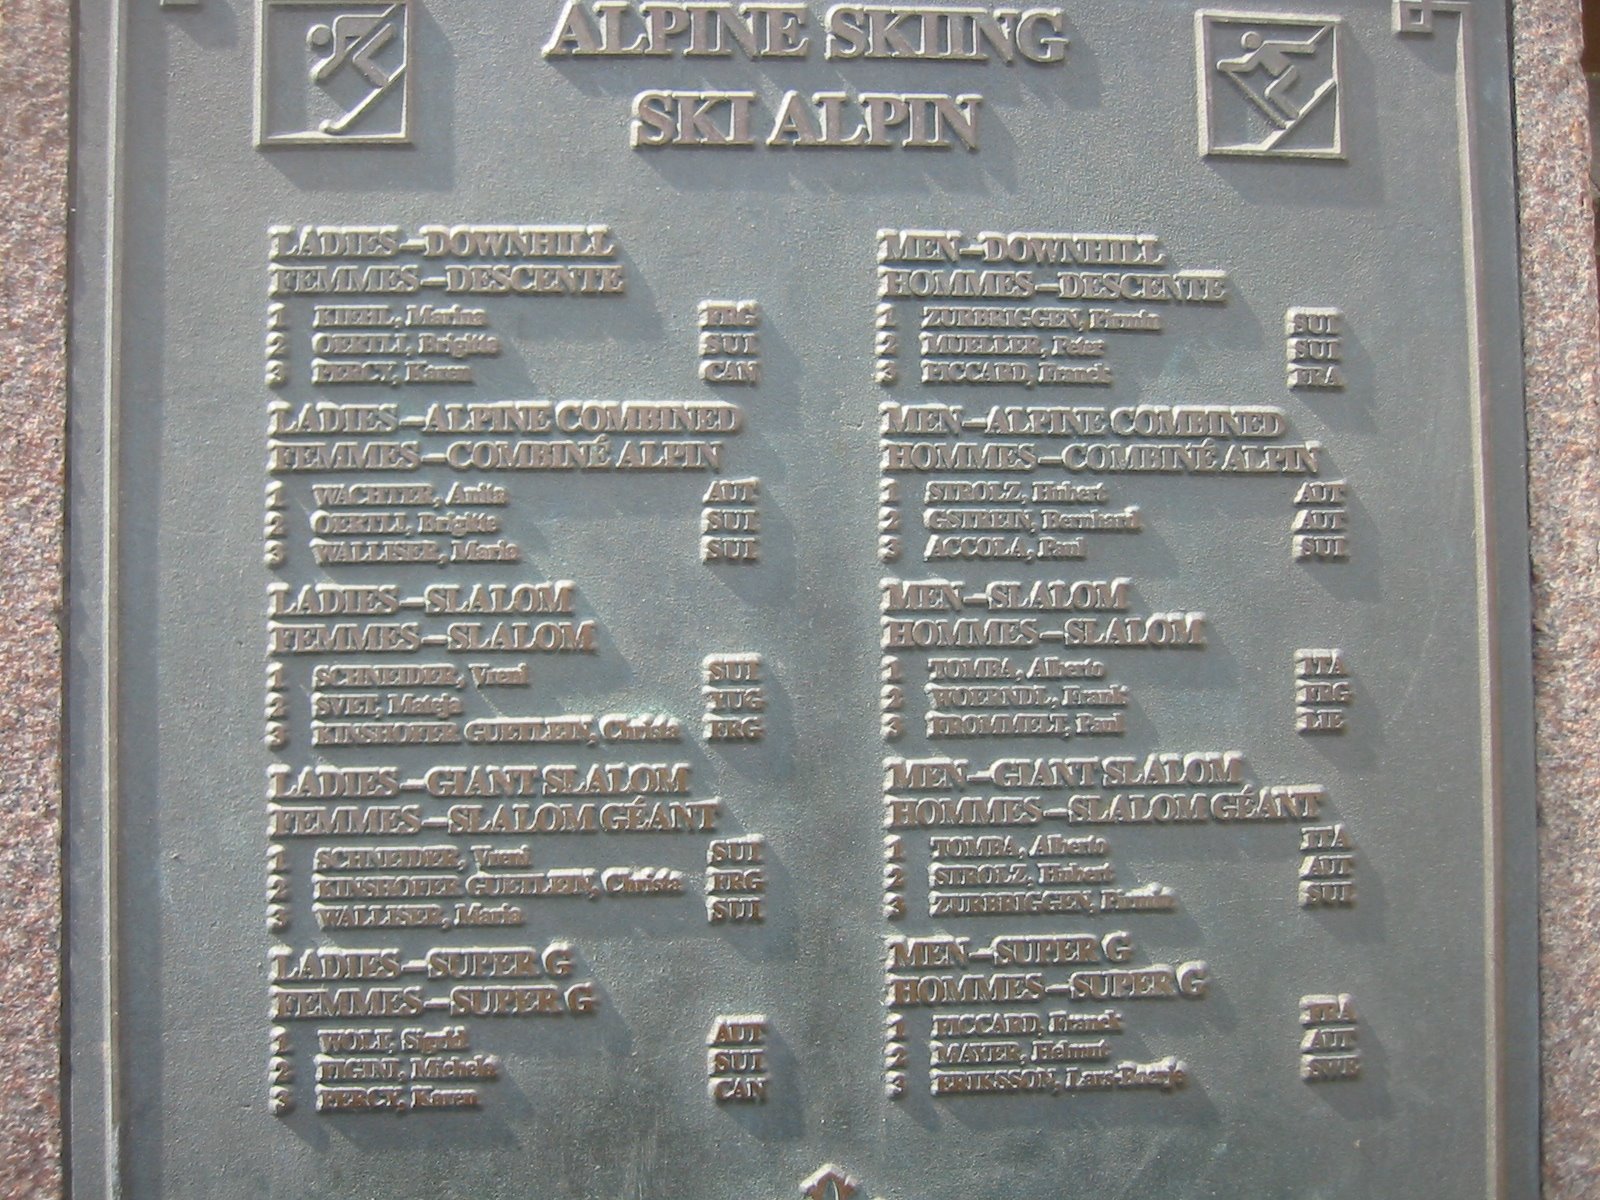 ALPINE SKIING
SKI ALPIN
LADIES—DOWNHILL
FEMMES—DESCENTE
1 KIEHL, Marina FRG
2 OERTLI, Brigitte SUI
3 PERCY, Karen CAN
LADIES—ALPINE COMBINED
FEMMES—COMBINÉ ALPIN
1 WACHTER, Anita AUT
2 OERTLI, Brigitte SUI
3 WALLISER, Maria SUI
LADIES—SLALOM
FEMMES—SLALOM
1 SCHNEIDER, Vreni SUI
2 SVET, Mateja YUG
3 KINSHOFER GUETLEIN, Christa FRG
LADIES—GIANT SLALOM
FEMMES—SLALOM GÉANT
1 SCHNEIDER, Vreni SUI
2 KINSHOFER GUETLEIN, Christa FRG
3 WALLISER, Maria SUI
LADIES—SUPER G
FEMMES—SUPER G
1 WOLF, Sigrid AUT
2 FIGINI, Michela SUI
3 PERCY, Karen CAN
MEN—DOWNHILL
HOMMES—DESCENTE
1 ZURBRIGGEN, Pirmin SUI
2 MUELLER, Peter SUI
3 PICCARD, Franck FRA
MEN—ALPINE COMBINED
HOMMES—COMBINÉ ALPIN
1 STROLZ, Hubert AUT
2 GSTREIN, Bernhard AUT
3 ACCOLA, Paul SUI
MEN—SLALOM
HOMMES—SLALOM
1 TOMBA, Alberto ITA
2 WOERNDL, Frank FRG
3 FROMMELT, Paul LIE
MEN—GIANT SLALOM
HOMMES—SLALOM GÉANT
1 TOMBA, Alberto ITA
2 STROLZ, Hubert AUT
3 ZURBRIGGEN, Pirmin SUI
MEN—SUPER G
HOMMES—SUPER G
1 PICCARD, Franck FRA
2 MAYER, Helmut AUT
3 ERIKSSON, Lars-Boerje SWE